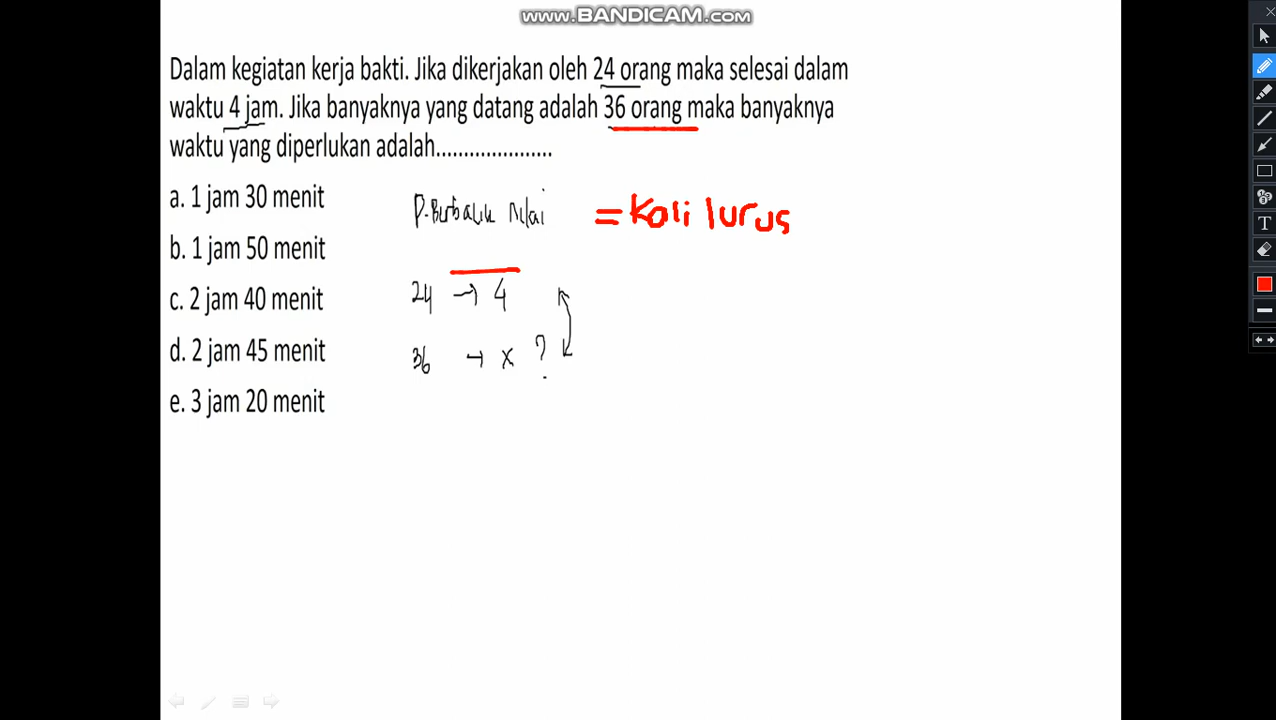 www.BANDICAM.com
Dalam kegiatan kerja bakti. Jika dikerjakan oleh 24 orang maka selesai dalam
waktu 4 jam. Jika banyaknya yang datang adalah 36 orang maka banyaknya
waktu yang diperlukan adalah......................
a. 1 jam 30 menit
b. 1 jam 50 menit
c. 2 jam 40 menit
d. 2 jam 45 menit
e. 3 jam 20 menit
P. Berbalik Nilai = Kali lurus
24 → 4
36 → x ?